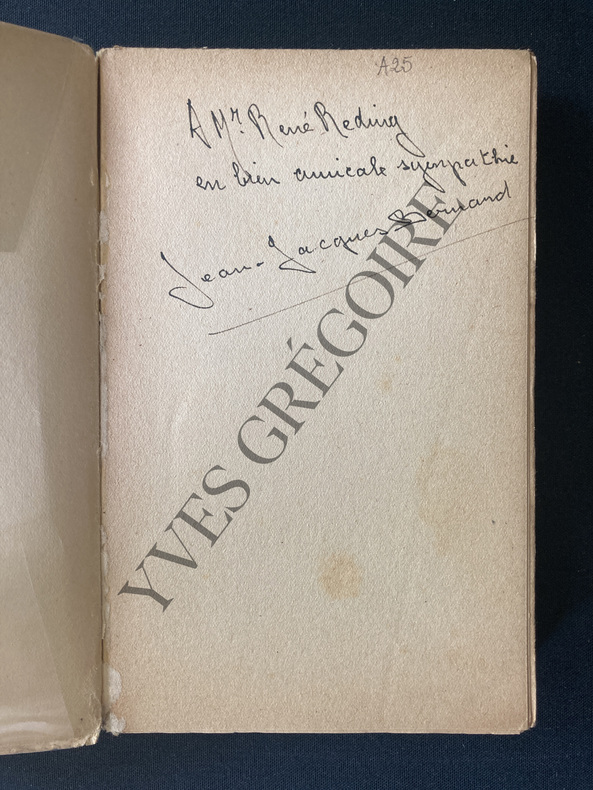 A25
A Mr. René Reding
en bien amicale sympathie
Jean-Jacques Bernard
YVES GRÉGOIRE